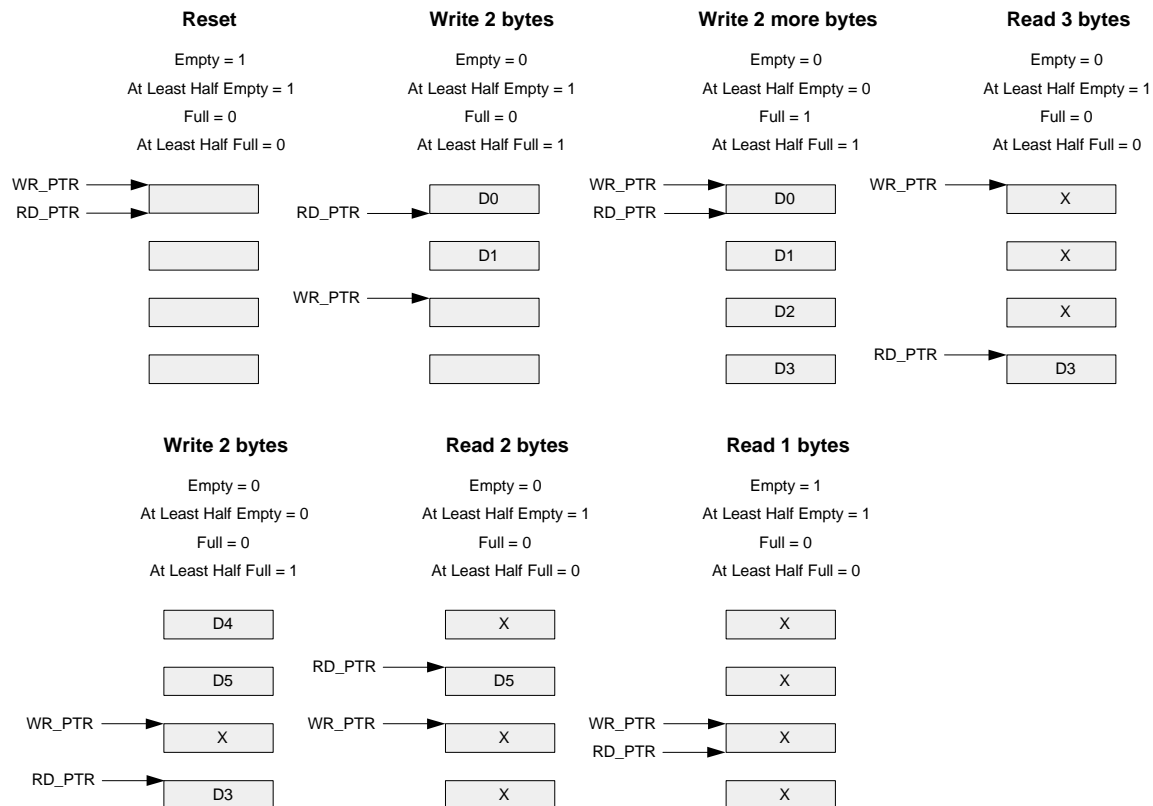 Reset
Empty = 1
At Least Half Empty = 1
Full = 0
At Least Half Full = 0
WR_PTR
RD_PTR
Write 2 bytes
Empty = 0
At Least Half Empty = 1
Full = 0
At Least Half Full = 1
D0
RD_PTR
D1
WR_PTR
Write 2 more bytes
Empty = 0
At Least Half Empty = 0
Full = 1
At Least Half Full = 1
WR_PTR
D0
RD_PTR
D1
D2
D3
Read 3 bytes
Empty = 0
At Least Half Empty = 1
Full = 0
At Least Half Full = 0
WR_PTR
X
X
X
RD_PTR
D3
Write 2 bytes
Empty = 0
At Least Half Empty = 0
Full = 0
At Least Half Full = 1
D4
D5
WR_PTR
X
RD_PTR
D3
Read 2 bytes
Empty = 0
At Least Half Empty = 1
Full = 0
At Least Half Full = 0
X
RD_PTR
D5
WR_PTR
X
X
Read 1 bytes
Empty = 1
At Least Half Empty = 1
Full = 0
At Least Half Full = 0
X
X
WR_PTR
X
RD_PTR
X